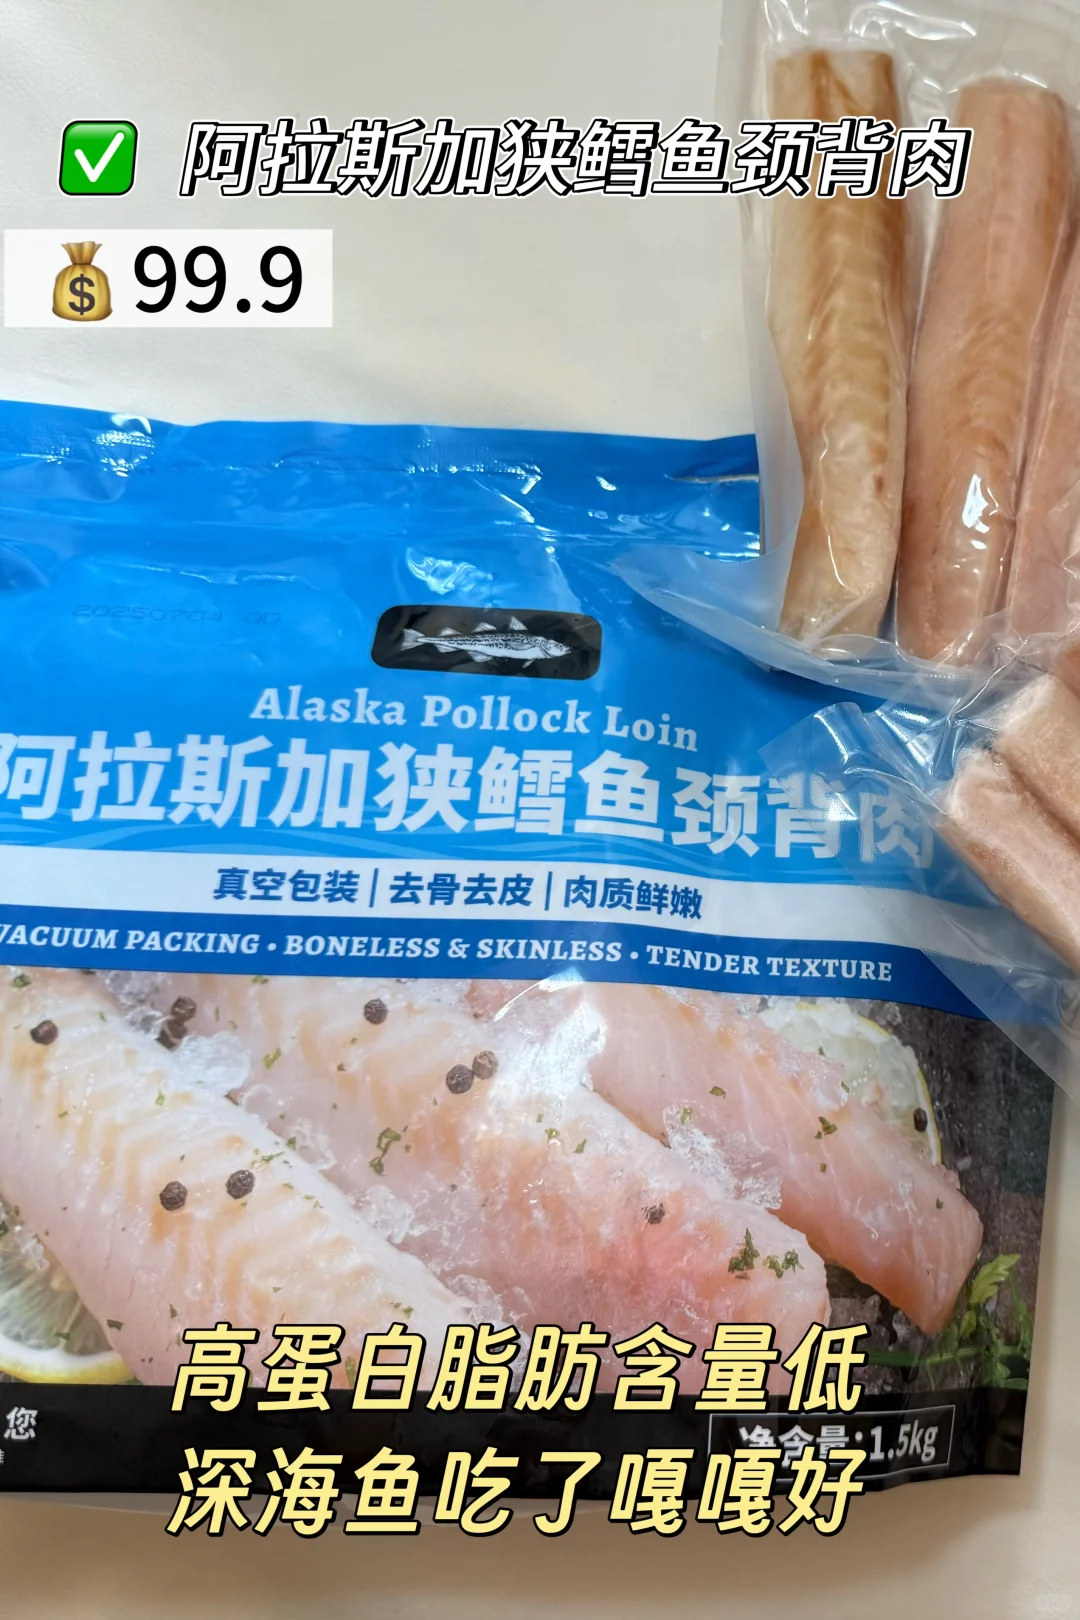 ✅ 阿拉斯加狭鳕鱼颈背肉
💰99.9
Alaska Pollock Loin
阿拉斯加狭鳕鱼颈背肉
真空包装|去骨去皮|肉质鲜嫩
VACUUM PACKING • BONELESS & SKINLESS • TENDER TEXTURE
高蛋白脂肪含量低
您
净含量:1.5kg
深海鱼吃了嘎嘎好